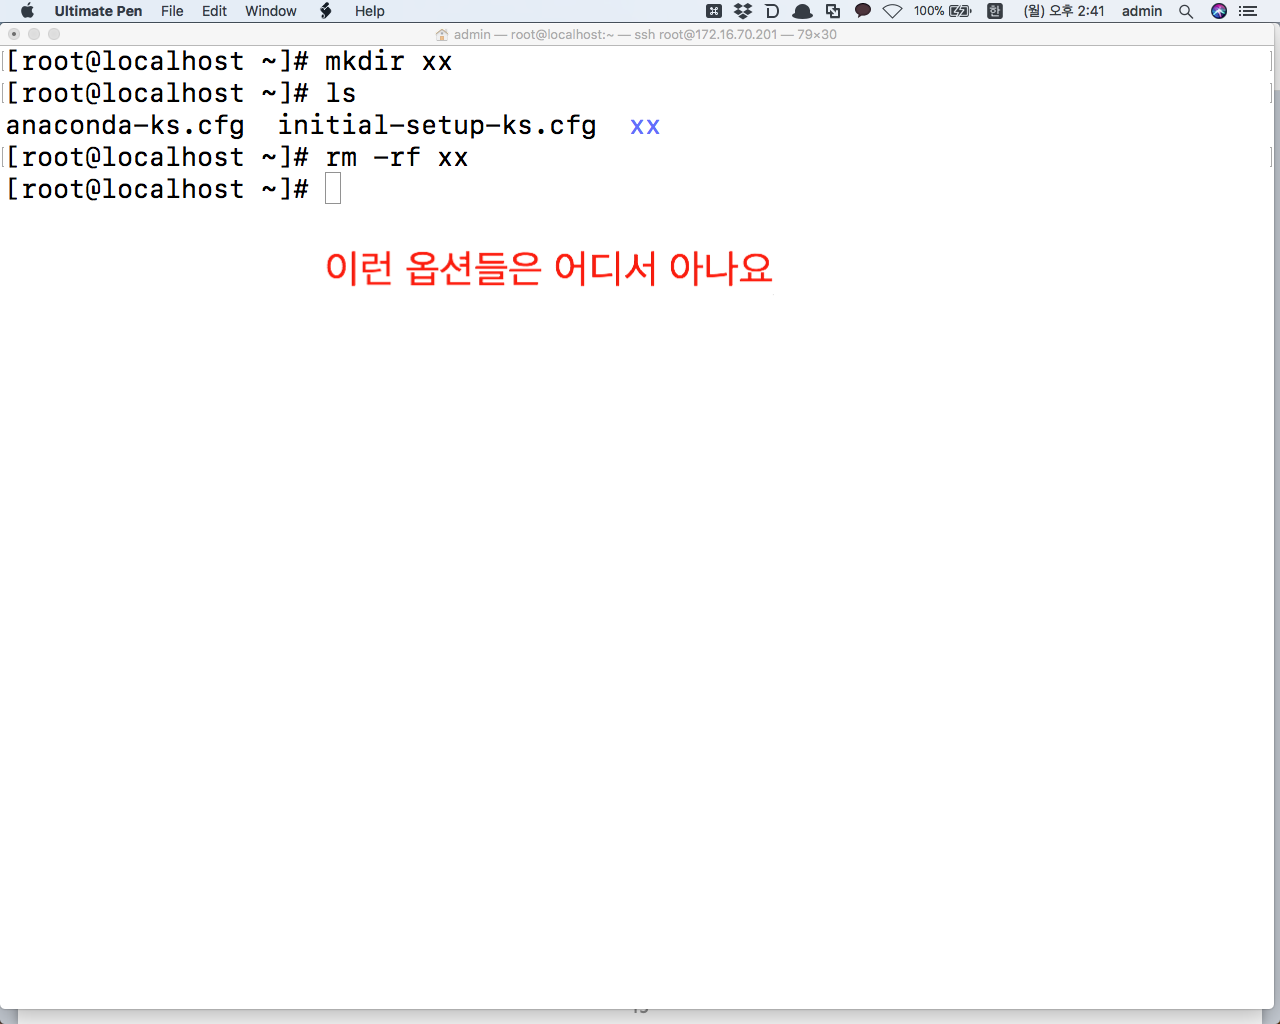 Ultimate Pen File Edit Window Help 100% 한 (월) 오후 2:41 admin
admin — root@localhost:~ — ssh root@172.16.70.201 — 79×30
[root@localhost ~]# mkdir xx
[root@localhost ~]# ls
anaconda-ks.cfg initial-setup-ks.cfg xx
[root@localhost ~]# rm -rf xx
[root@localhost ~]#
이런 옵션들은 어디서 아나요